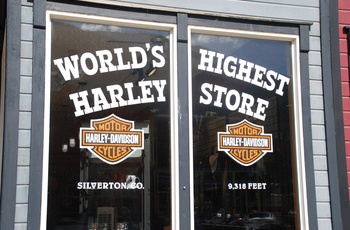 WORLD'S HIGHEST
HARLEY STORE
MOTOR
HARLEY-DAVIDSON
CYCLES
MOTOR
HARLEY-DAVIDSON
CYCLES
SILVERTON, CO.
9,318 FEET